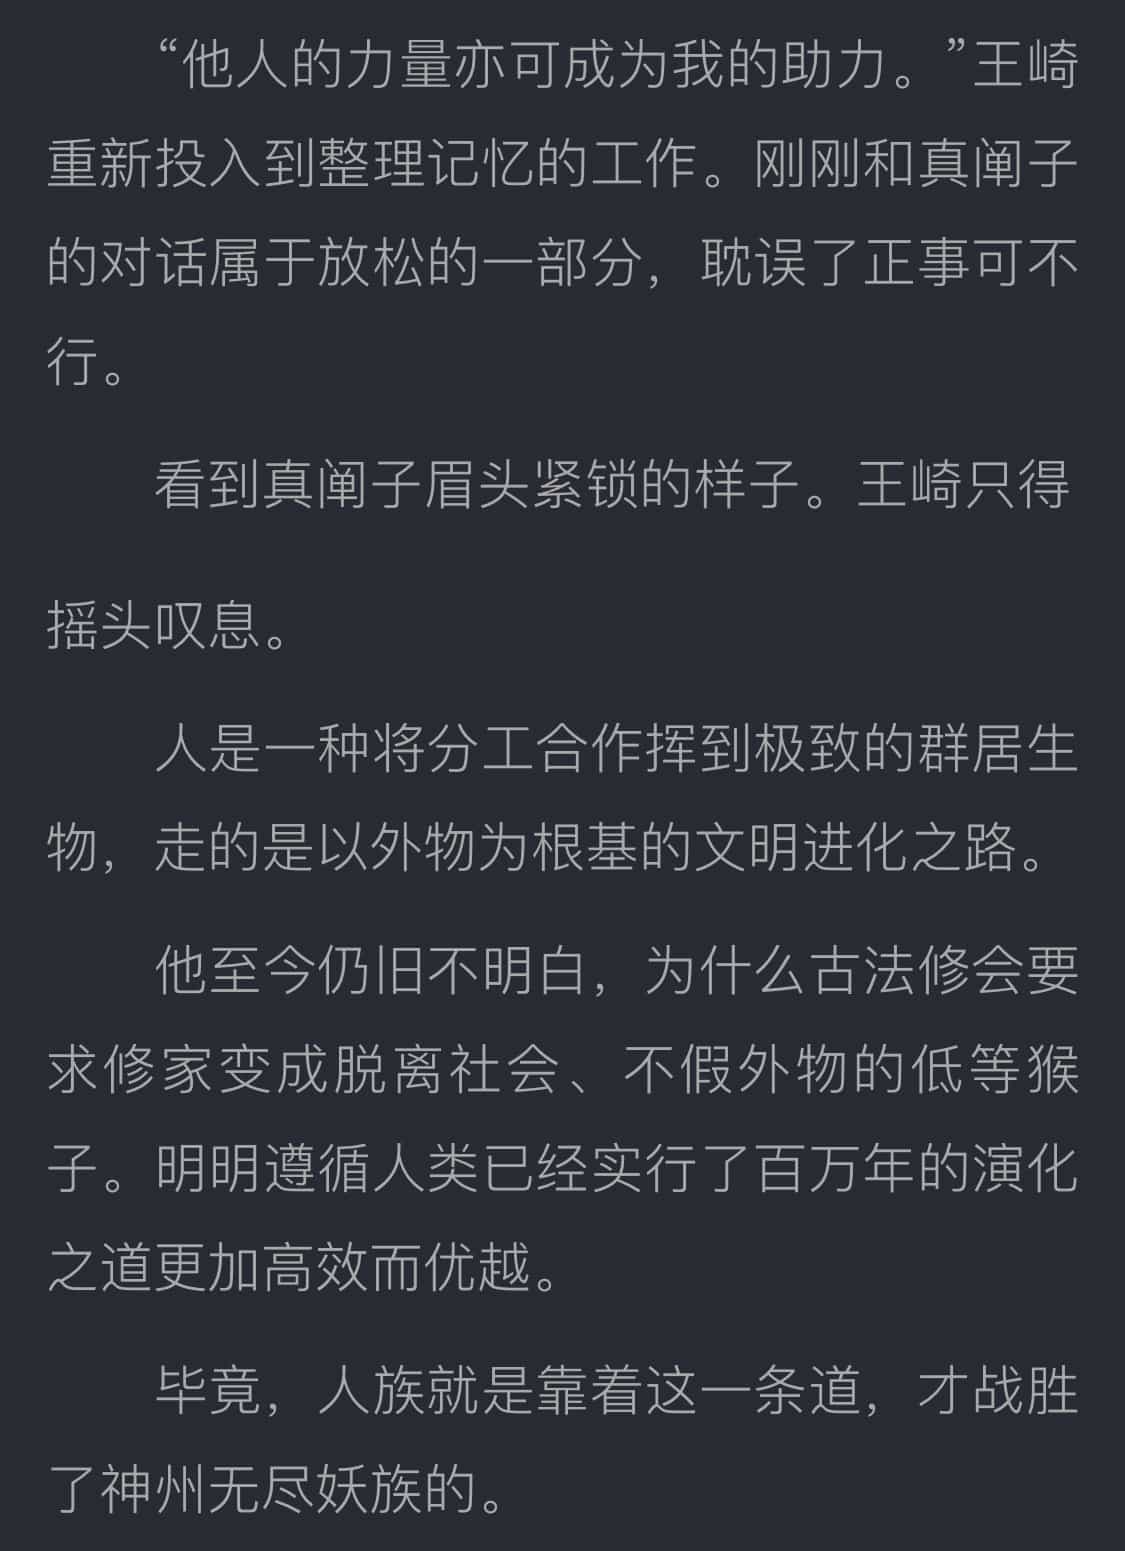 “他人的力量亦可成为我的助力。”王崎
重新投入到整理记忆的工作。刚刚和真阐子
的对话属于放松的一部分，耽误了正事可不
行。
看到真阐子眉头紧锁的样子。王崎只得
摇头叹息。
人是一种将分工合作挥到极致的群居生
物，走的是以外物为根基的文明进化之路。
他至今仍旧不明白，为什么古法修会要
求修家变成脱离社会、不假外物的低等猴
子。明明遵循人类已经实行了百万年的演化
之道更加高效而优越。
毕竟，人族就是靠着这一条道，才战胜
了神州无尽妖族的。